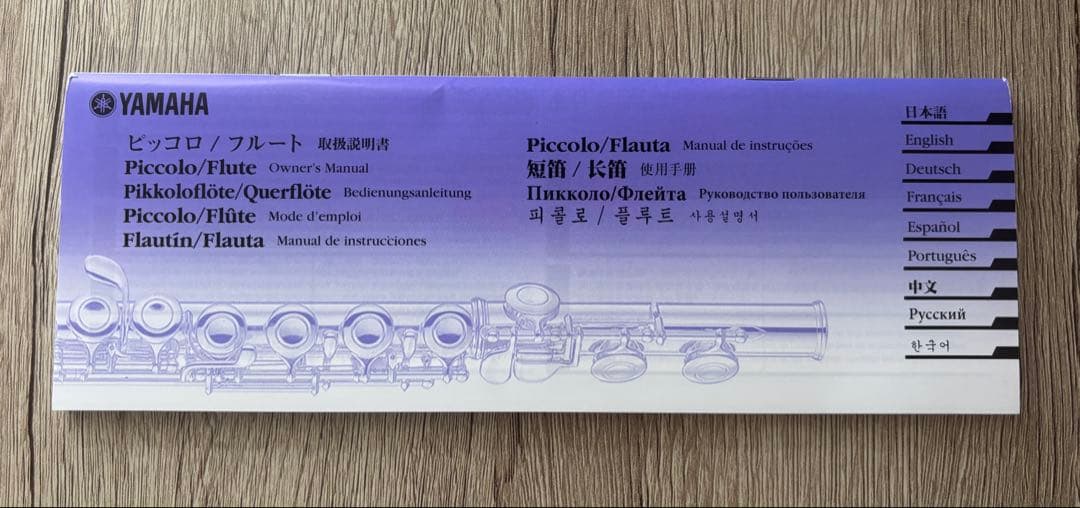 YAMAHA
ピッコロ / フルート 取扱説明書
Piccolo/Flute Owner's Manual
Pikkoloflöte/Querflöte Bedienungsanleitung
Piccolo/Flûte Mode d'emploi
Flautín/Flauta Manual de instrucciones
Piccolo/Flauta Manual de instruções
短笛 / 长笛 使用手册
Пикколо/Флейта Руководство пользователя
피콜로 / 플루트 사용설명서
日本語
English
Deutsch
Français
Español
Português
中文
Русский
한국어